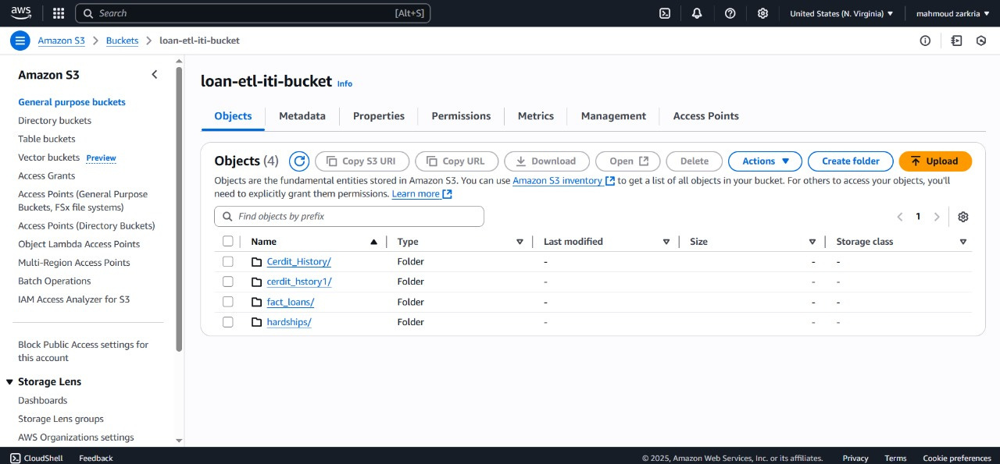 aws
Search [Alt+S] United States (N. Virginia) mahmoud zarkria
Amazon S3 Buckets loan-etl-iti-bucket
Amazon S3
General purpose buckets
Directory buckets
Table buckets
Vector buckets Preview
Access Grants
Access Points (General Purpose
Buckets, FSx file systems)
Access Points (Directory Buckets)
Object Lambda Access Points
Multi-Region Access Points
Batch Operations
IAM Access Analyzer for S3
Block Public Access settings for
this account
Storage Lens
Dashboards
Storage Lens groups
AWS Organizations settings
loan-etl-iti-bucket Info
Objects Metadata Properties Permissions Metrics Management Access Points
Objects (4) Copy S3 URI Copy URL Download Open Delete Actions Create folder Upload
Objects are the fundamental entities stored in Amazon S3. You can use Amazon S3 inventory to get a list of all objects in your bucket. For others to access your objects, you'll
need to explicitly grant them permissions. Learn more
Find objects by prefix 1
Name Type Last modified Size Storage class
Cerdit_History/ Folder - - -
cerdit_hstory1/ Folder - - -
fact_loans/ Folder - - -
hardships/ Folder - - -
CloudShell Feedback © 2025, Amazon Web Services, Inc. or its affiliates. Privacy Terms Cookie preferences